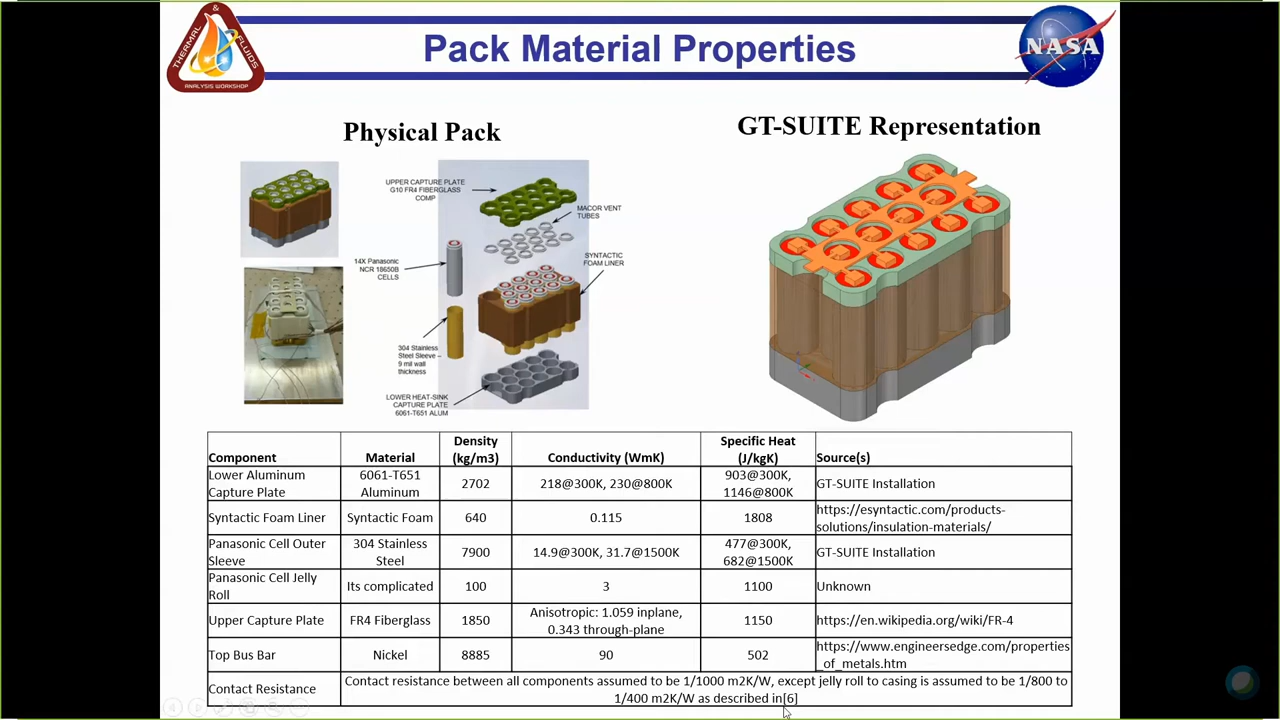 THERMAL & FLUIDS
ANALYSIS WORKSHOP
Pack Material Properties
NASA
Physical Pack
GT-SUITE Representation
UPPER CAPTURE PLATE
G10 FR4 FIBERGLASS
COMP
MACOR VENT
TUBES
14X Panasonic
NCR 18650B
CELLS
SYNTACTIC
FOAM LINER
304 Stainless
Steel Sleeve –
9 mil wall
thickness
LOWER HEAT-SINK
CAPTURE PLATE
6061-T651 ALUM
Component Material Density (kg/m3) Conductivity (WmK) Specific Heat (J/kgK) Source(s)
Lower Aluminum Capture Plate 6061-T651 Aluminum 2702 218@300K, 230@800K 903@300K, 1146@800K GT-SUITE Installation
Syntactic Foam Liner Syntactic Foam 640 0.115 1808 https://esyntactic.com/products-solutions/insulation-materials/
Panasonic Cell Outer Sleeve 304 Stainless Steel 7900 14.9@300K, 31.7@1500K 477@300K, 682@1500K GT-SUITE Installation
Panasonic Cell Jelly Roll Its complicated 100 3 1100 Unknown
Upper Capture Plate FR4 Fiberglass 1850 Anisotropic: 1.059 inplane, 0.343 through-plane 1150 https://en.wikipedia.org/wiki/FR-4
Top Bus Bar Nickel 8885 90 502 https://www.engineersedge.com/properties_of_metals.htm
Contact Resistance Contact resistance between all components assumed to be 1/1000 m2K/W, except jelly roll to casing is assumed to be 1/800 to
1/400 m2K/W as described in[6]